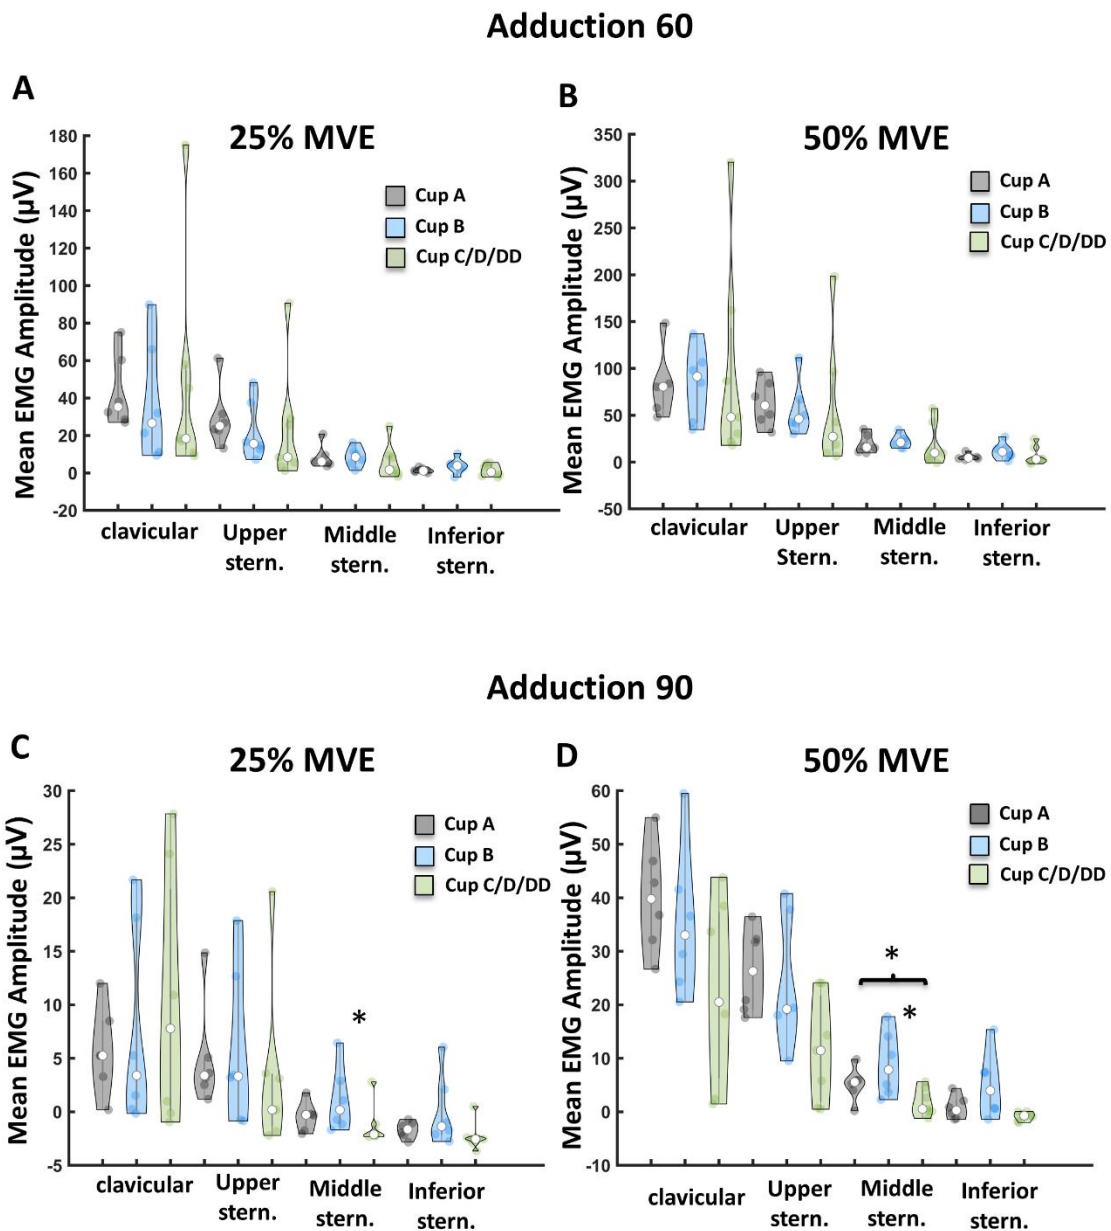 Adduction 60
A
25% MVE
Mean EMG Amplitude (µV)
180
160
140
120
100
80
60
40
20
0
-20
Cup A
Cup B
Cup C/D/DD
clavicular
Upper stern.
Middle stern.
Inferior stern.
B
50% MVE
Mean EMG Amplitude (µV)
350
300
250
200
150
100
50
0
-50
Cup A
Cup B
Cup C/D/DD
clavicular
Upper Stern.
Middle stern.
Inferior stern.
Adduction 90
C
25% MVE
Mean EMG Amplitude (µV)
30
25
20
15
10
5
0
-5
Cup A
Cup B
Cup C/D/DD
*
clavicular
Upper stern.
Middle stern.
Inferior stern.
D
50% MVE
Mean EMG Amplitude (µV)
60
50
40
30
20
10
0
-10
Cup A
Cup B
Cup C/D/DD
*
*
clavicular
Upper stern.
Middle stern.
Inferior stern.